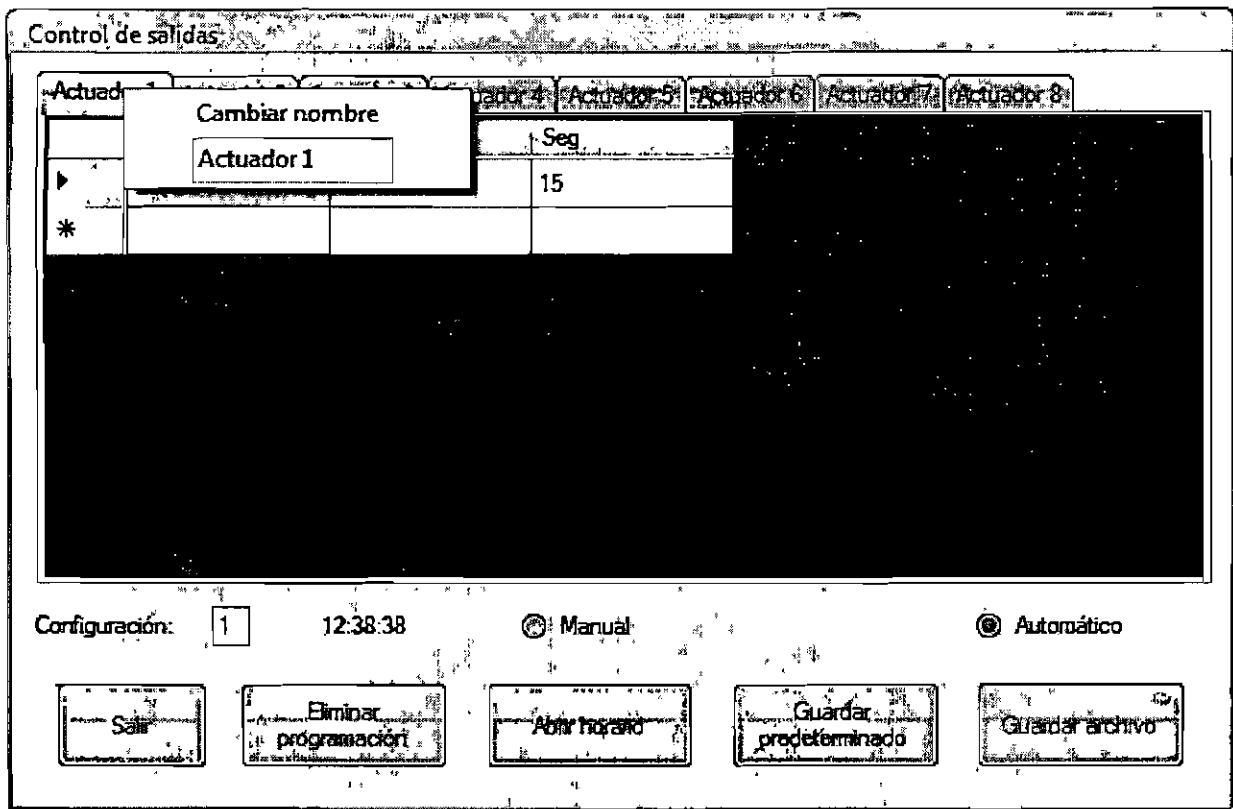 Control de salidas
Actuador 4 Actuador 5 Actuador 6 Actuador 7 Actuador 8
Cambiar nombre
Actuador 1
Seg
15
*
Configuración: 1 12:38:38 Manual Automático
Salir
Eliminar
programación
Abrir horario
Guardar
predeterminado
Guardar archivo